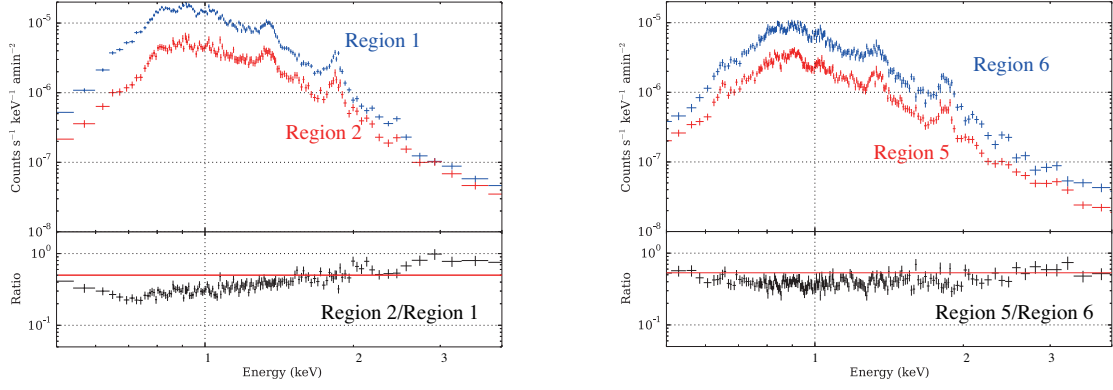 10⁻⁵
10⁻⁶
10⁻⁷
10⁻⁸
Counts s⁻¹ keV⁻¹ amin⁻²
Region 1
Region 2
10⁰
10⁻¹
Ratio
Region 2/Region 1
1 2 3
Energy (keV)
10⁻⁵
10⁻⁶
10⁻⁷
10⁻⁸
Counts s⁻¹ keV⁻¹ amin⁻²
Region 6
Region 5
10⁰
10⁻¹
Ratio
Region 5/Region 6
1 2 3
Energy (keV)